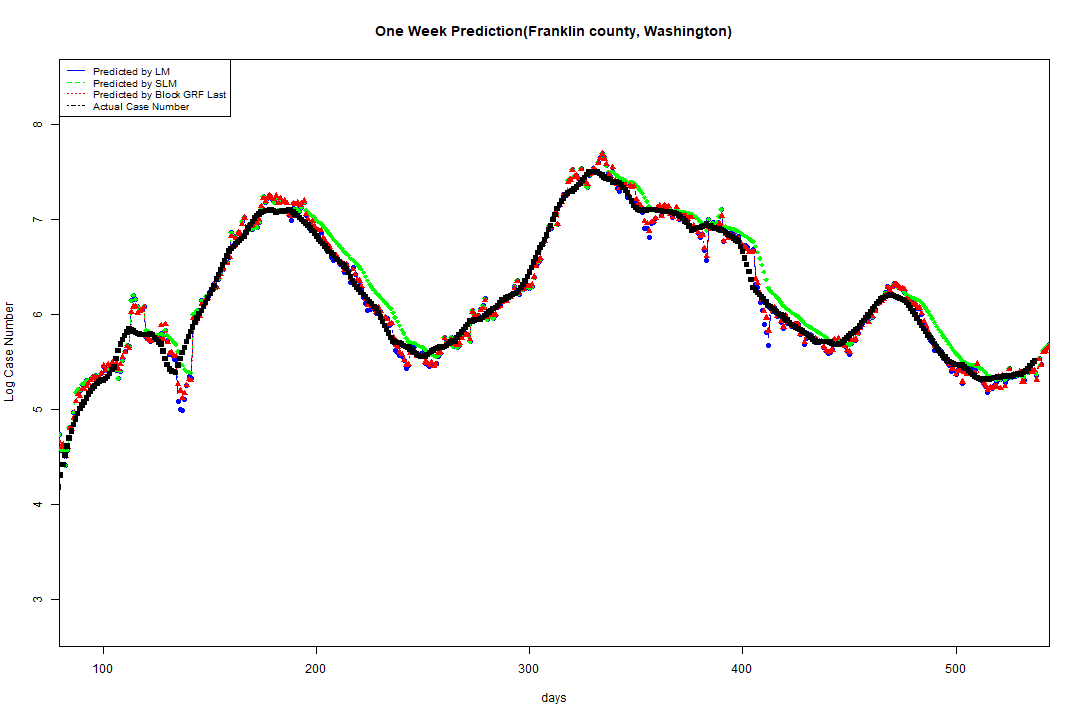 One Week Prediction(Franklin county, Washington)
Predicted by LM
Predicted by SLM
Predicted by Block GRF Last
Actual Case Number
8
7
6
5
4
3
Log Case Number
100 200 300 400 500
days